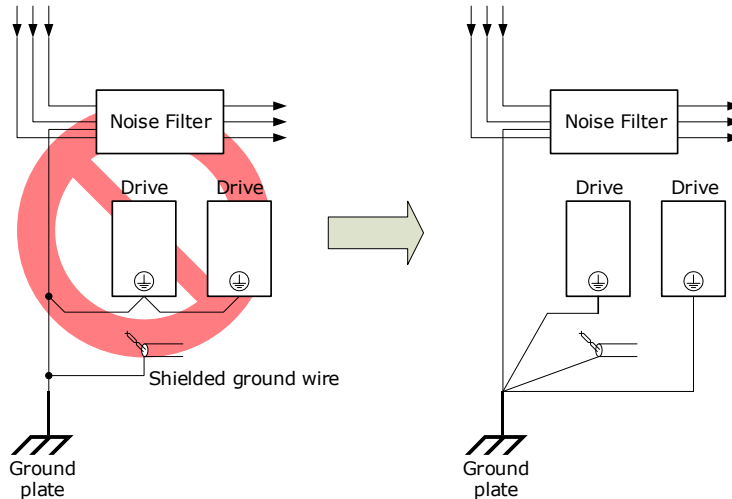 Noise Filter
Drive
Drive
Shielded ground wire
Ground
plate
Noise Filter
Drive
Drive
Ground
plate